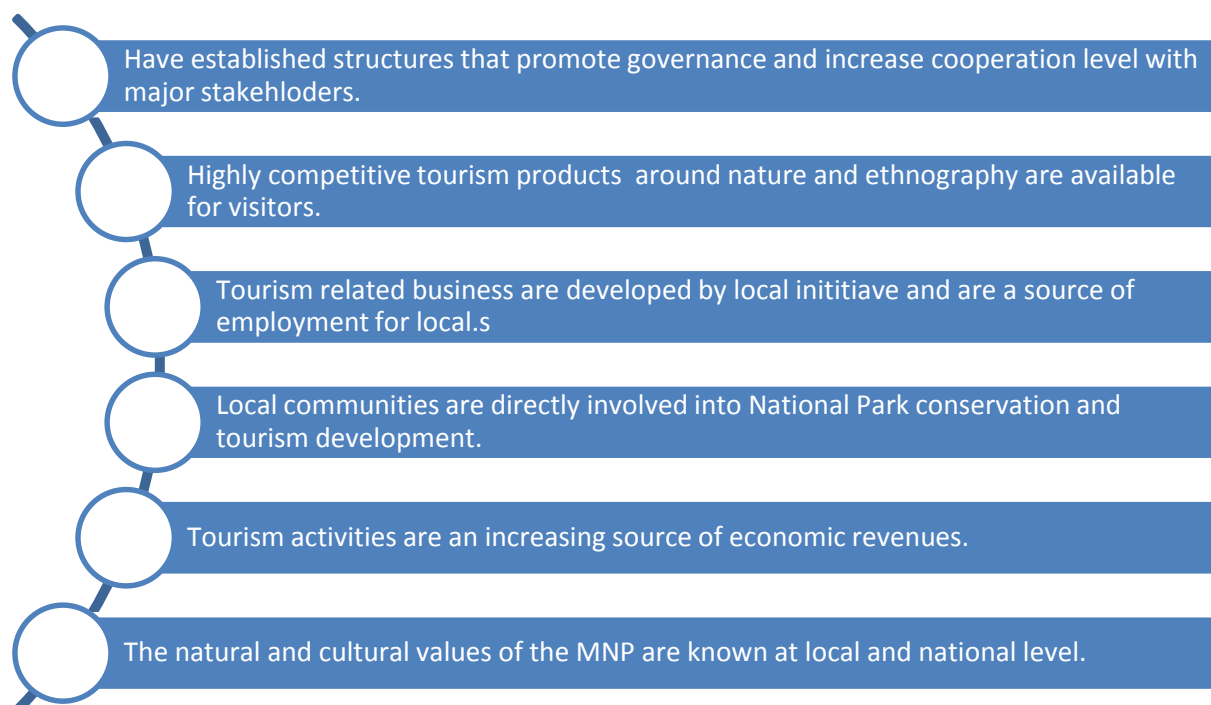 Have established structures that promote governance and increase cooperation level with
major stakehloders.
Highly competitive tourism products  around nature and ethnography are available
for visitors.
Tourism related business are developed by local inititiave and are a source of
employment for local.s
Local communities are directly involved into National Park conservation and
tourism development.
Tourism activities are an increasing source of economic revenues.
The natural and cultural values of the MNP are known at local and national level.